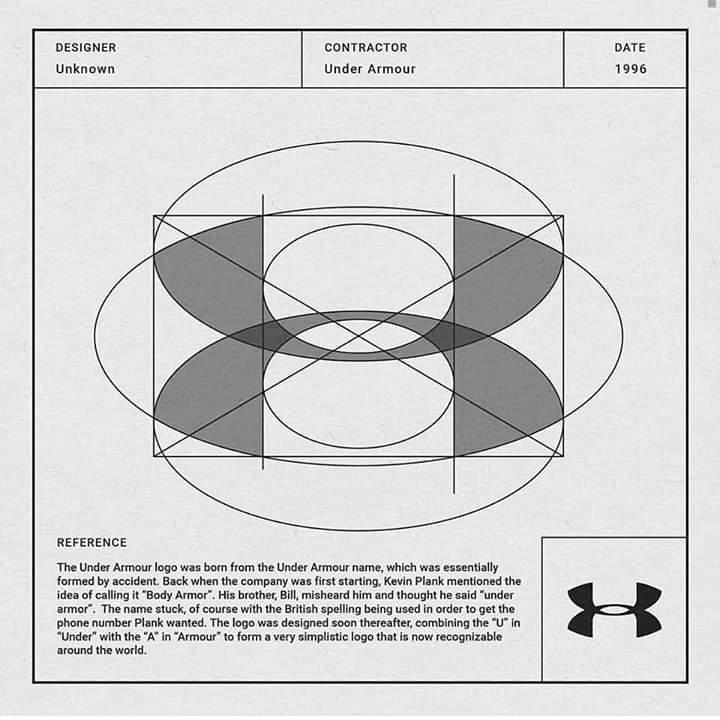 DESIGNER
Unknown
CONTRACTOR
Under Armour
DATE
1996
REFERENCE
The Under Armour logo was born from the Under Armour name, which was essentially
formed by accident. Back when the company was first starting, Kevin Plank mentioned the
idea of calling it “Body Armor”. His brother, Bill, misheard him and thought he said “under
armor”.  The name stuck, of course with the British spelling being used in order to get the
phone number Plank wanted. The logo was designed soon thereafter, combining the “U” in
“Under” with the “A” in “Armour” to form a very simplistic logo that is now recognizable
around the world.